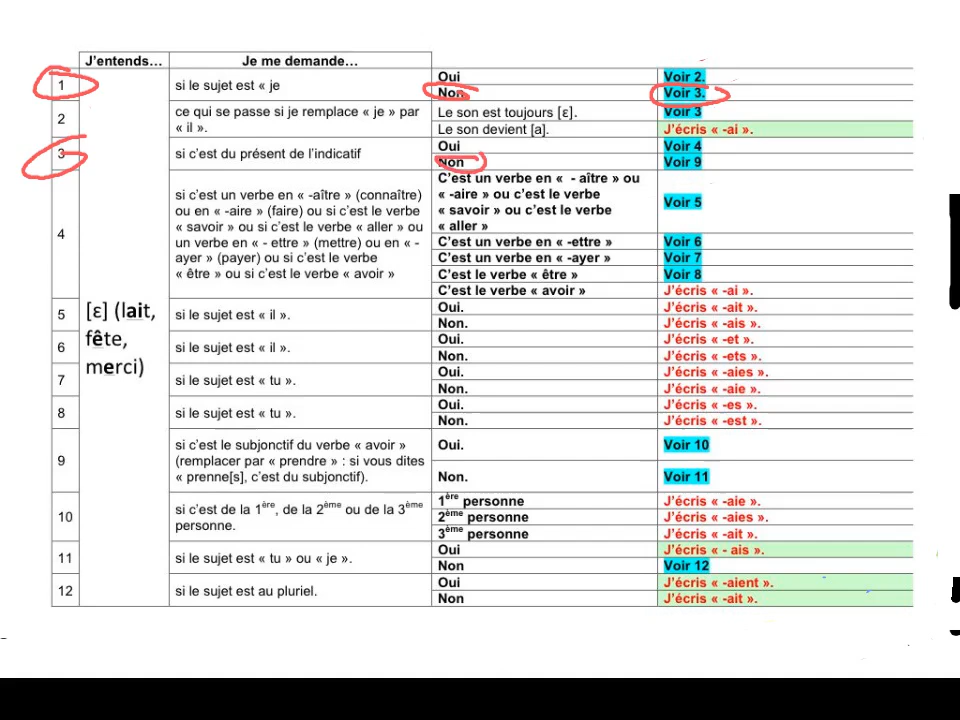 J’entends…
Je me demande…
1
si le sujet est « je
Oui
Voir 2.
Non
Voir 3.
2
ce qui se passe si je remplace « je » par
« il ».
Le son est toujours [ε].
Voir 3
Le son devient [a].
J’écris « -ai ».
3
si c’est du présent de l’indicatif
Oui
Voir 4
Non
Voir 9
4
si c’est un verbe en « -aître » (connaître)
ou en « -aire » (faire) ou si c’est le verbe
« savoir » ou si c’est le verbe « aller » ou
un verbe en « - ettre » (mettre) ou en « -
ayer » (payer) ou si c’est le verbe
« être » ou si c’est le verbe « avoir »
C’est un verbe en « - aître » ou
« -aire » ou c’est le verbe
« savoir » ou c’est le verbe
« aller »
Voir 5
C’est un verbe en « -ettre »
Voir 6
C’est un verbe en « -ayer »
Voir 7
C’est le verbe « être »
Voir 8
C’est le verbe « avoir »
J’écris « -ai ».
[ε] (lait,
fête,
merci)
5
si le sujet est « il ».
Oui.
J’écris « -ait ».
Non.
J’écris « -ais ».
6
si le sujet est « il ».
Oui.
J’écris « -et ».
Non.
J’écris « -ets ».
7
si le sujet est « tu ».
Oui.
J’écris « -aies ».
Non.
J’écris « -aie ».
8
si le sujet est « tu ».
Oui.
J’écris « -es ».
Non.
J’écris « -est ».
9
si c’est le subjonctif du verbe « avoir »
(remplacer par « prendre » : si vous dites
« prenne[s], c’est du subjonctif).
Oui.
Voir 10
Non.
Voir 11
10
si c’est de la 1ère, de la 2ème ou de la 3ème
personne.
1ère personne
J’écris « -aie ».
2ème personne
J’écris « -aies ».
3ème personne
J’écris « -ait ».
11
si le sujet est « tu » ou « je ».
Oui
J’écris « - ais ».
Non
Voir 12
12
si le sujet est au pluriel.
Oui
J’écris « -aient ».
Non
J’écris « -ait ».